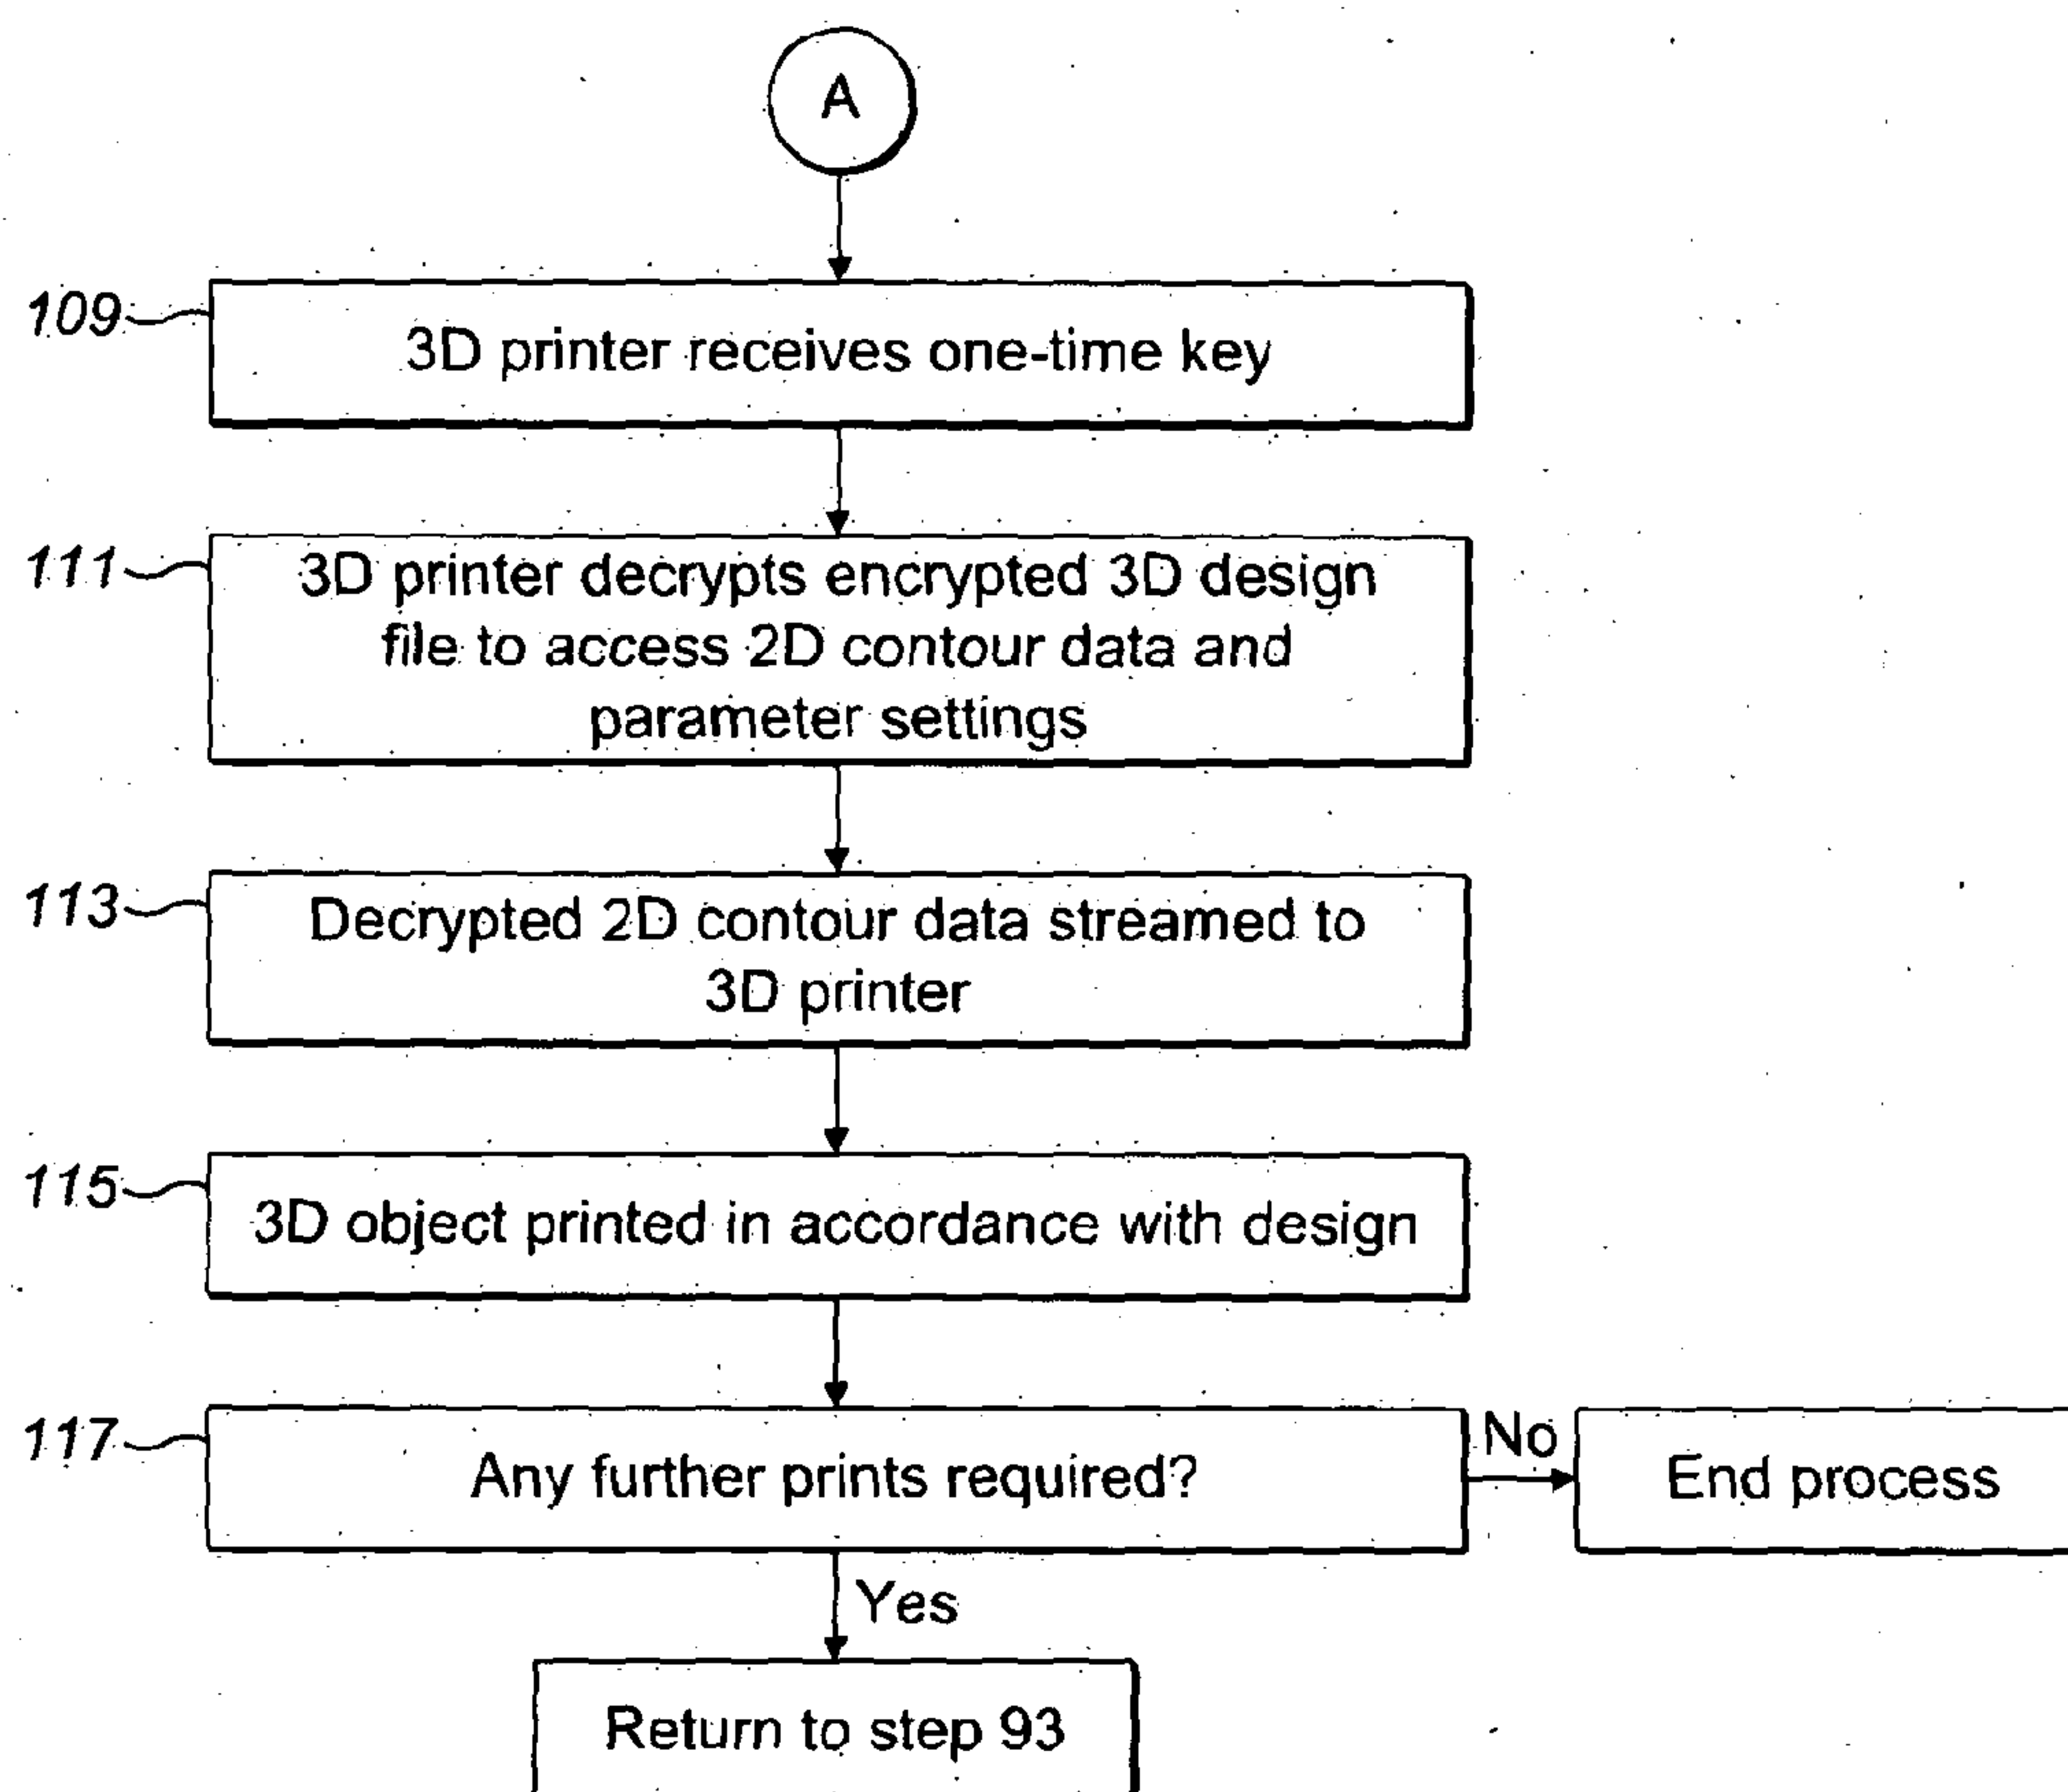 A
109
3D printer receives one-time key
111
3D printer decrypts encrypted 3D design
file to access 2D contour data and
parameter settings
113
Decrypted 2D contour data streamed to
3D printer
115
3D object printed in accordance with design
117
Any further prints required?
No
End process
Yes
Return to step 93